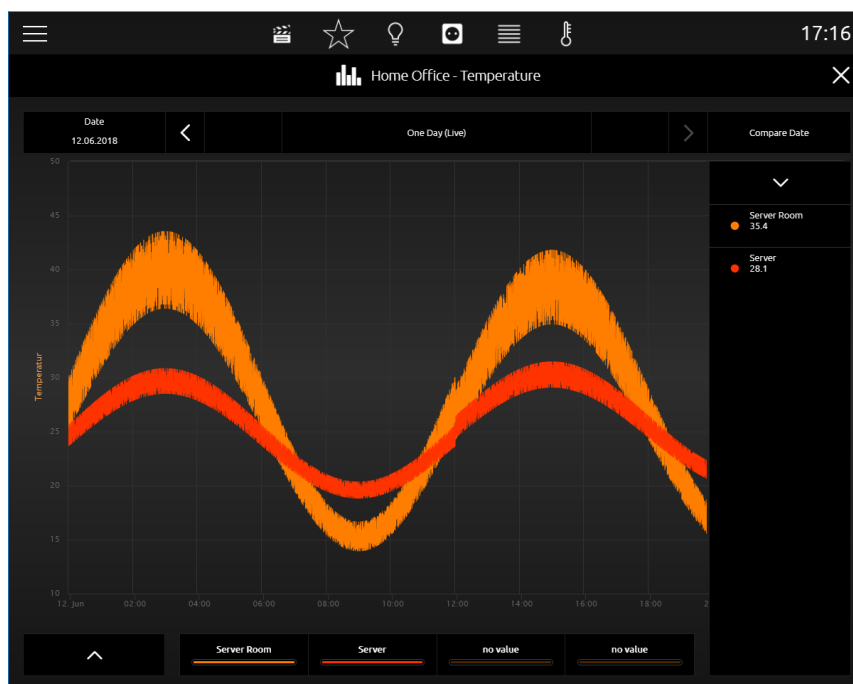 17:16
Home Office - Temperature
Date
12.06.2018
One Day (Live)
Compare Date
50
45
40
35
30
25
20
15
10
Temperatur
12. Jun
02:00
04:00
06:00
08:00
10:00
12:00
14:00
16:00
18:00
2
Server Room
35.4
Server
28.1
Server Room
Server
no value
no value